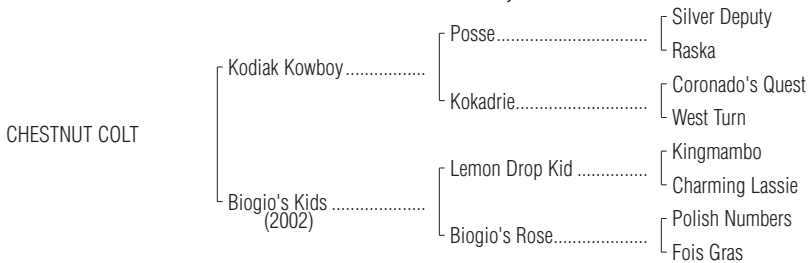 Silver Deputy
Posse................................
Raska
Kodiak Kowboy.................
Coronado's Quest
Kokadrie............................
West Turn
CHESTNUT COLT
Kingmambo
Lemon Drop Kid ...............
Charming Lassie
Biogio's Kids ....................
(2002)
Polish Numbers
Biogio's Rose....................
Fois Gras